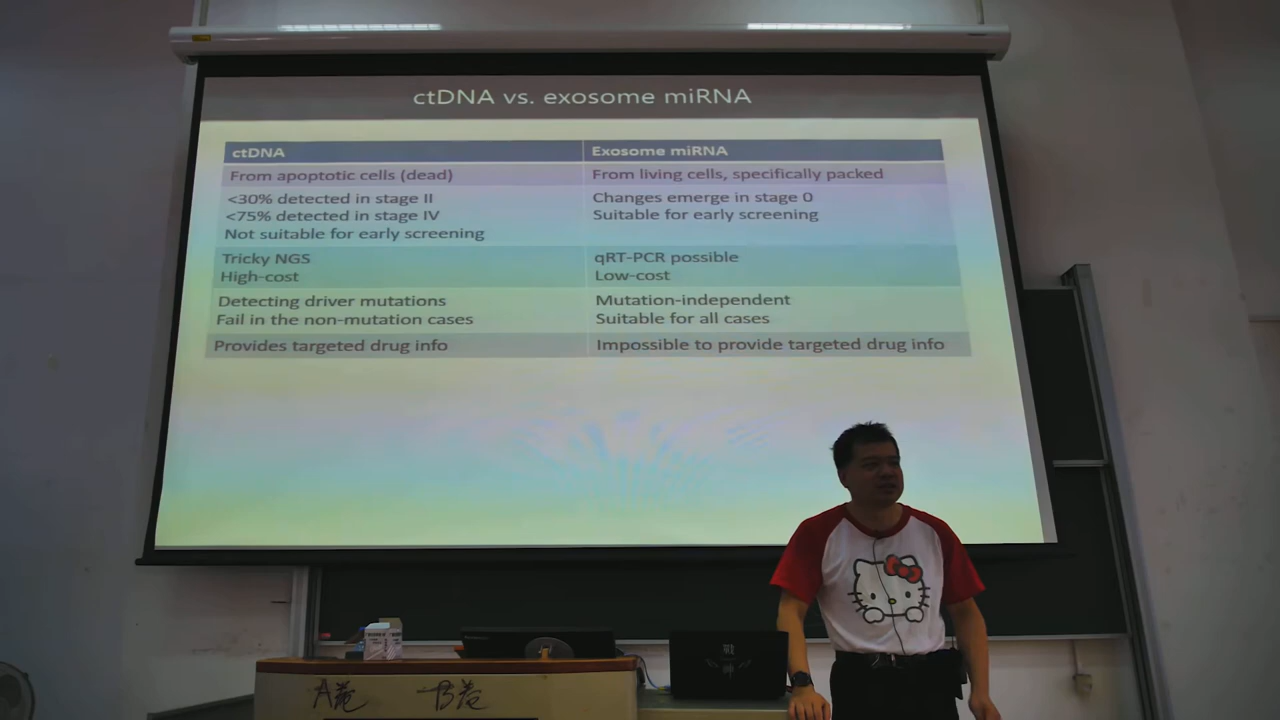 ctDNA vs. exosome miRNA
ctDNA
Exosome miRNA
From apoptotic cells (dead)
From living cells, specifically packed
<30% detected in stage II
<75% detected in stage IV
Not suitable for early screening
Changes emerge in stage 0
Suitable for early screening
Tricky NGS
High-cost
qRT-PCR possible
Low-cost
Detecting driver mutations
Fail in the non-mutation cases
Mutation-independent
Suitable for all cases
Provides targeted drug info
Impossible to provide targeted drug info
戰神
A卷 B卷